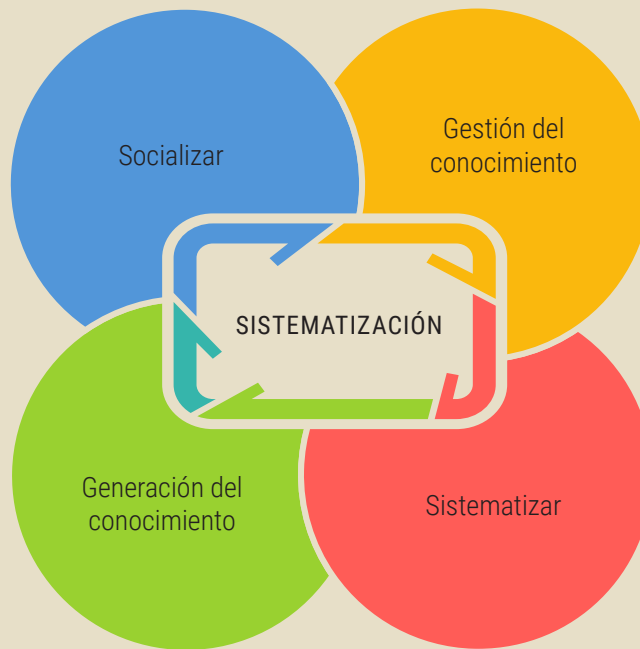 Socializar
Gestión del
conocimiento
SISTEMATIZACIÓN
Generación del
conocimiento
Sistematizar